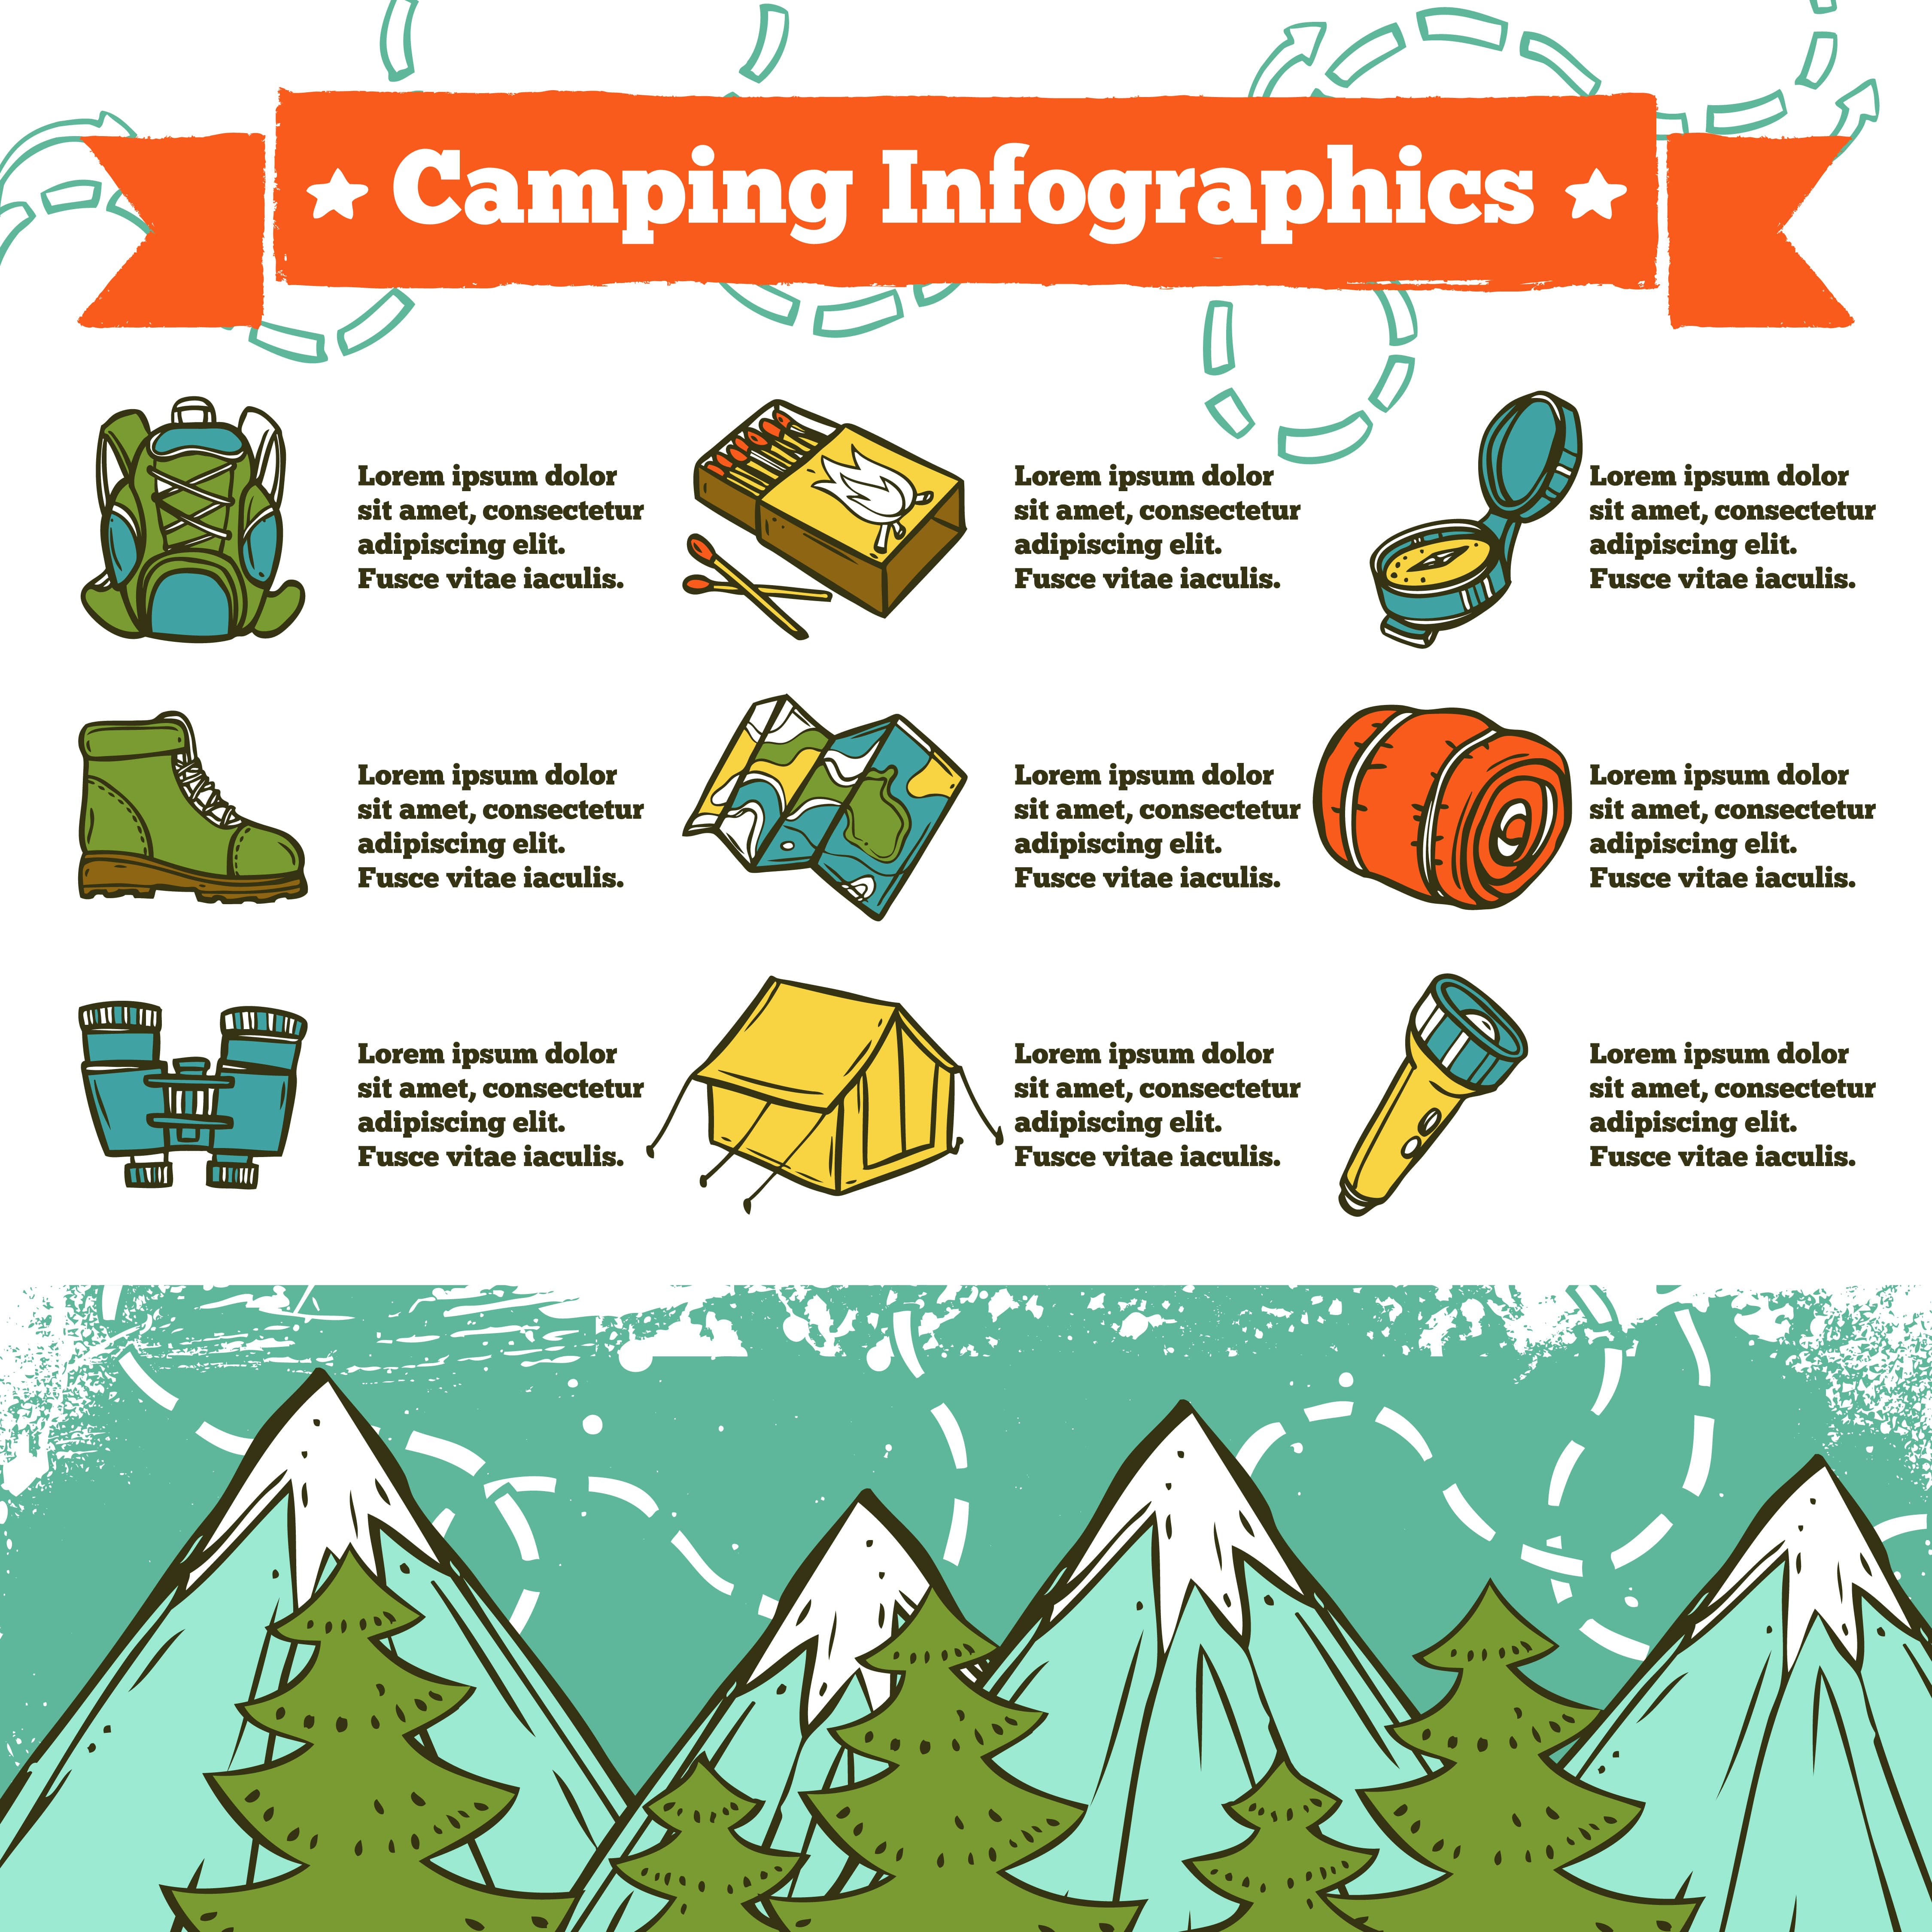 Camping Infographics
Lorem ipsum dolor
sit amet, consectetur
adipiscing elit.
Fusce vitae iaculis.
Lorem ipsum dolor
sit amet, consectetur
adipiscing elit.
Fusce vitae iaculis.
Lorem ipsum dolor
sit amet, consectetur
adipiscing elit.
Fusce vitae iaculis.
Lorem ipsum dolor
sit amet, consectetur
adipiscing elit.
Fusce vitae iaculis.
Lorem ipsum dolor
sit amet, consectetur
adipiscing elit.
Fusce vitae iaculis.
Lorem ipsum dolor
sit amet, consectetur
adipiscing elit.
Fusce vitae iaculis.
Lorem ipsum dolor
sit amet, consectetur
adipiscing elit.
Fusce vitae iaculis.
Lorem ipsum dolor
sit amet, consectetur
adipiscing elit.
Fusce vitae iaculis.
Lorem ipsum dolor
sit amet, consectetur
adipiscing elit.
Fusce vitae iaculis.